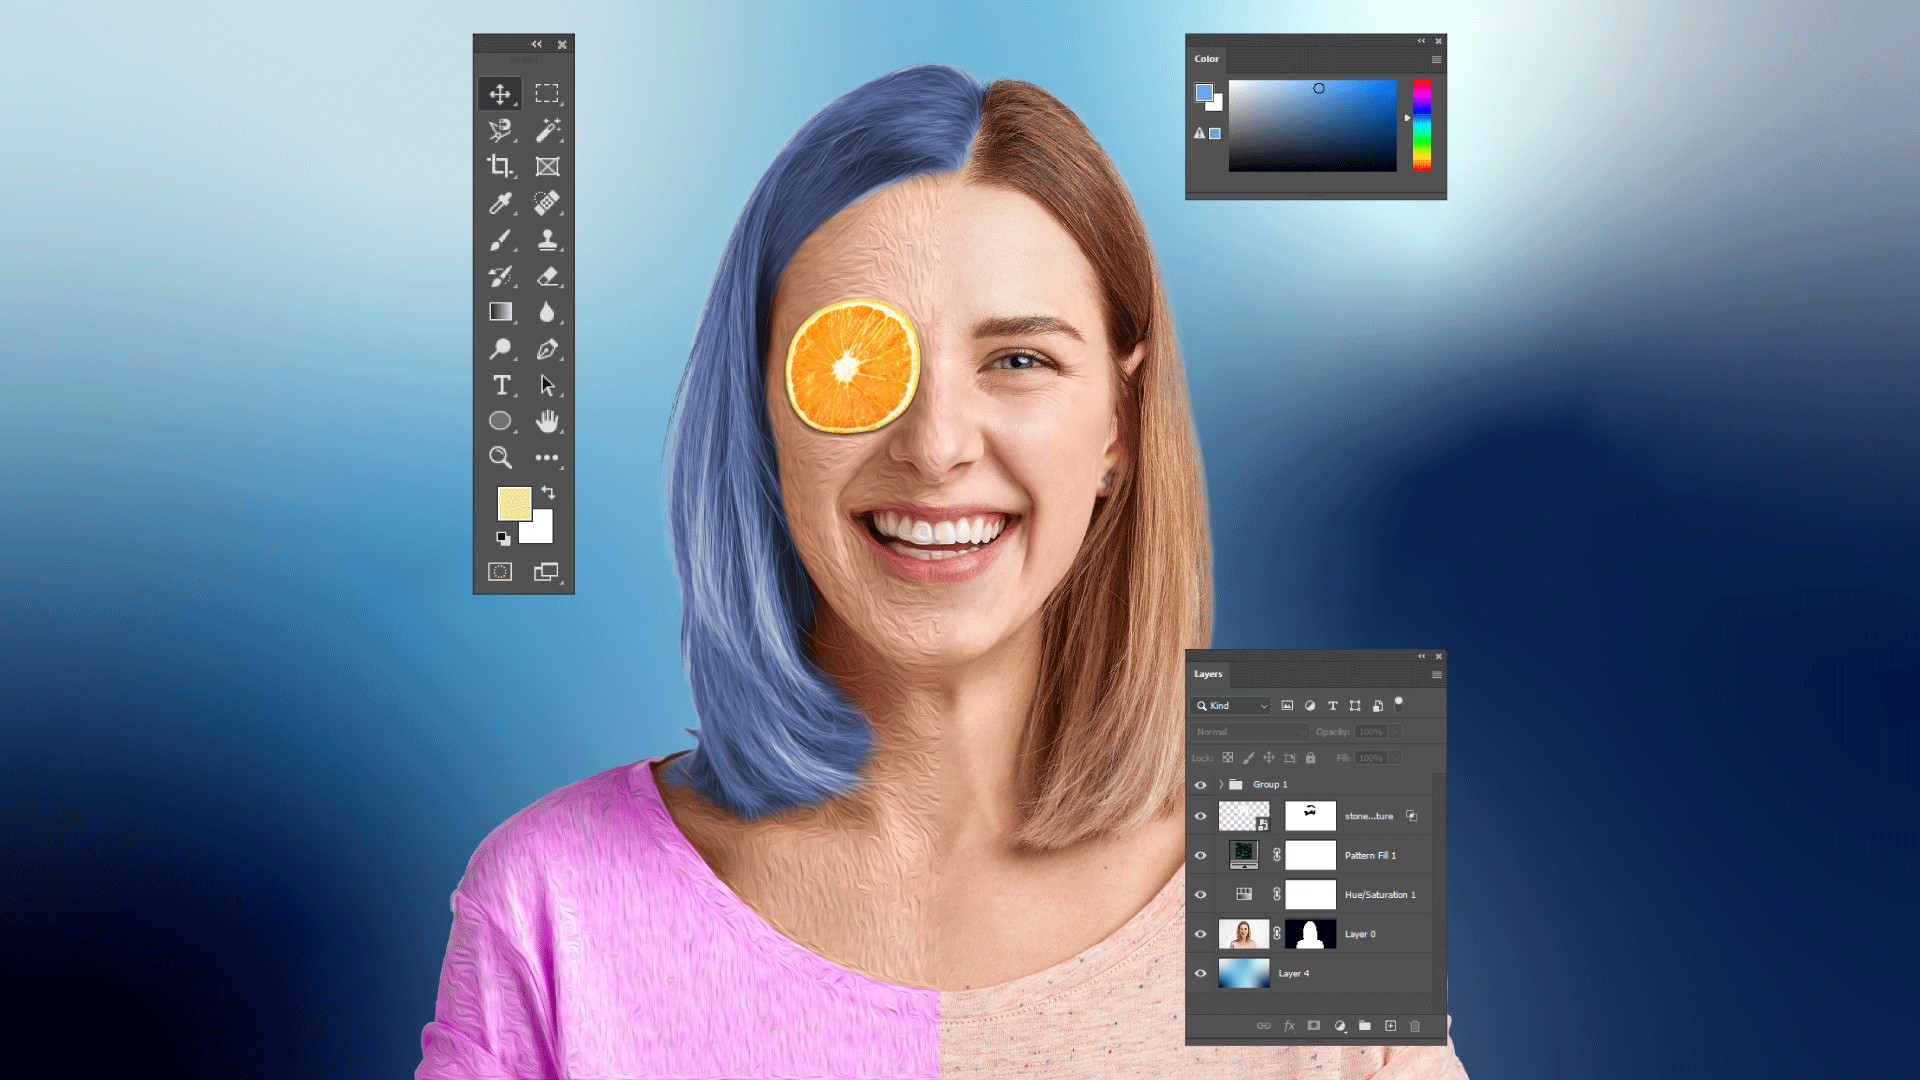 Color
T
Layers
Kind
T
Normal
Opacity: 100%
Lock:
Fill: 100%
Group 1
stone...ture
Pattern Fill 1
Hue/Saturation 1
Layer 0
Layer 4
fx